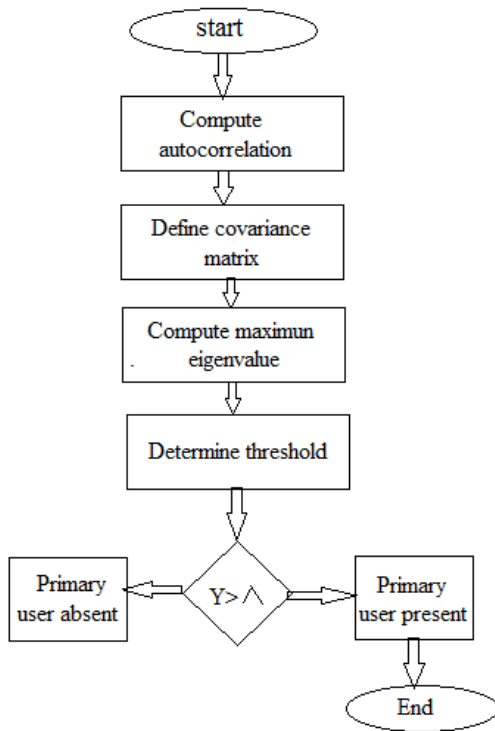 start
Compute
autocorrelation
Define covariance
matrix
Compute maximun
eigenvalue
Determine threshold
Primary
user absent
Y> ∧
Primary
user present
End